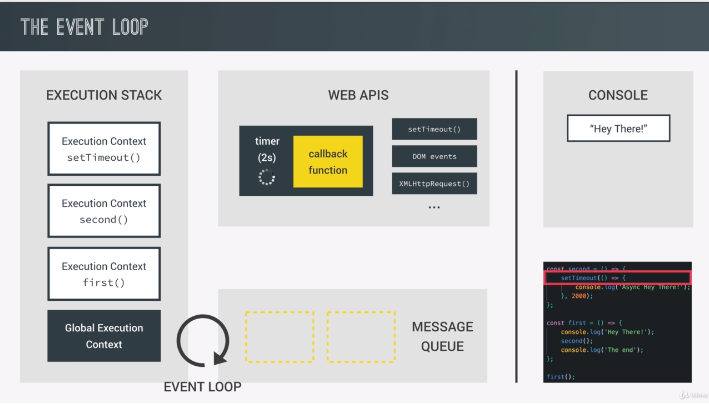 THE EVENT LOOP
EXECUTION STACK
Execution Context
setTimeout()
Execution Context
second()
Execution Context
first()
Global Execution
Context
WEB APIS
timer
(2s)
callback
function
setTimeout()
DOM events
XMLHttpRequest()
...
CONSOLE
“Hey There!”
MESSAGE
QUEUE
EVENT LOOP
const second = () => {
setTimeout(() => {
console.log('Async Hey There!');
}, 2000);
};
const first = () => {
console.log('Hey There!');
second();
console.log('The end');
};
first();